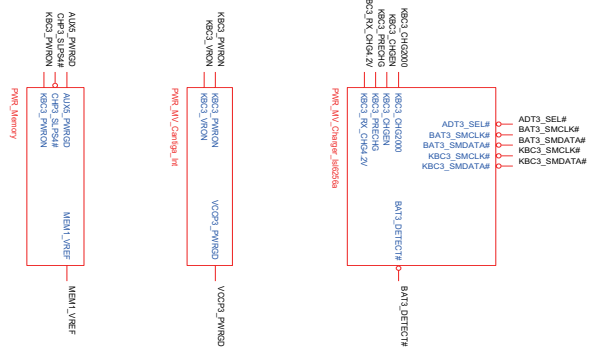 AUX5_PWRGD
CHP3_SLPS4#
KBC3_PWRON
AUX5_PWRGD
CHP3_SLPS4#
KBC3_PWRON
PWR_Memory
MEM1_VREF
MEM1_VREF
KBC3_PWRON
KBC3_VRON
KBC3_PWRON
KBC3_VRON
PWR_MV_Cantiga_Int
VCCP3_PWRGD
VCCP3_PWRGD
KBC3_CHG2000
KBC3_CHGEN
KBC3_PRECHG
KBC3_RX_CHG4.2V
KBC3_CHG2000
KBC3_CHGEN
KBC3_PRECHG
KBC3_RX_CHG4.2V
PWR_MV_Charger_Isl6256a
ADT3_SEL# ADT3_SEL#
BAT3_SMCLK# BAT3_SMCLK#
BAT3_SMDATA# BAT3_SMDATA#
KBC3_SMCLK# KBC3_SMCLK#
KBC3_SMDATA# KBC3_SMDATA#
BAT3_DETECT#
BAT3_DETECT#